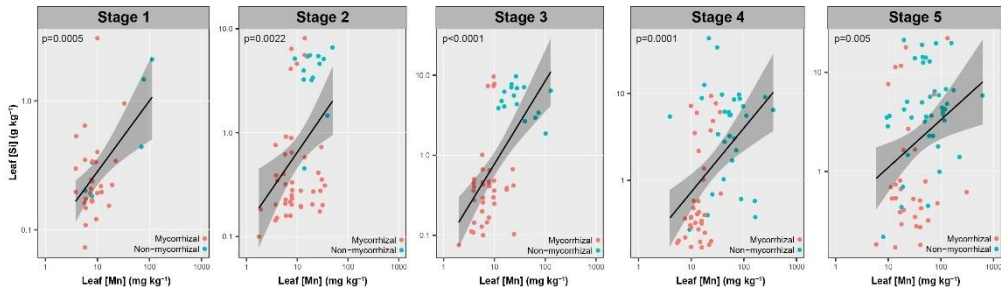 Stage 1
Stage 2
Stage 3
Stage 4
Stage 5
Leaf [Si] (g kg⁻¹)
p=0.0005
1.0
0.1
Mycorrhizal
Non-mycorrhizal
1
10
100
1000
Leaf [Mn] (mg kg⁻¹)
10.0
p=0.0022
1.0
0.1
Mycorrhizal
Non-mycorrhizal
1
10
100
1000
Leaf [Mn] (mg kg⁻¹)
p<0.0001
10.0
1.0
0.1
Mycorrhizal
Non-mycorrhizal
1
10
100
1000
Leaf [Mn] (mg kg⁻¹)
p=0.0001
10
1
Mycorrhizal
Non-mycorrhizal
1
10
100
1000
Leaf [Mn] (mg kg⁻¹)
p=0.005
10
1
Mycorrhizal
Non-mycorrhizal
1
10
100
1000
Leaf [Mn] (mg kg⁻¹)